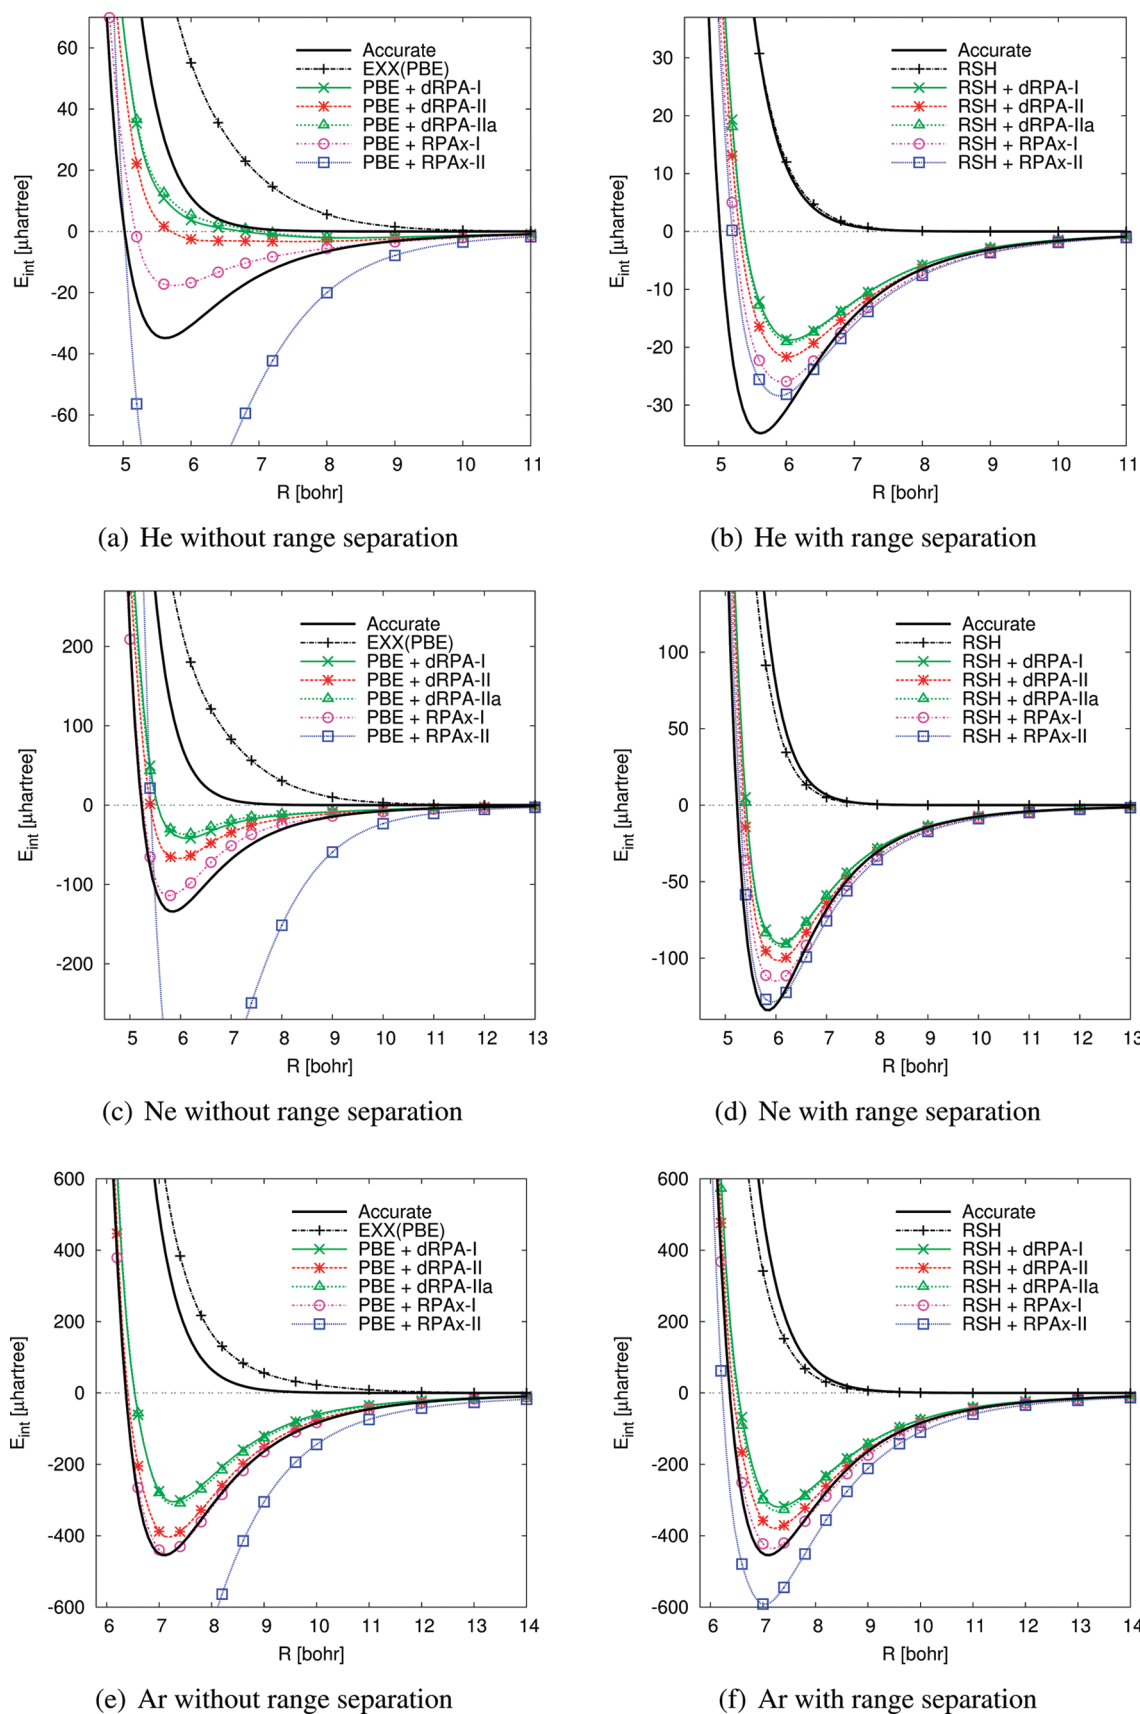 60
40
20
0
-20
-40
-60
E_int [µhartree]
Accurate
EXX(PBE)
PBE + dRPA-I
PBE + dRPA-II
PBE + dRPA-IIa
PBE + RPAx-I
PBE + RPAx-II
5 6 7 8 9 10 11
R [bohr]
(a) He without range separation
30
20
10
0
-10
-20
-30
E_int [µhartree]
Accurate
RSH
RSH + dRPA-I
RSH + dRPA-II
RSH + dRPA-IIa
RSH + RPAx-I
RSH + RPAx-II
5 6 7 8 9 10 11
R [bohr]
(b) He with range separation
200
100
0
-100
-200
E_int [µhartree]
Accurate
EXX(PBE)
PBE + dRPA-I
PBE + dRPA-II
PBE + dRPA-IIa
PBE + RPAx-I
PBE + RPAx-II
5 6 7 8 9 10 11 12 13
R [bohr]
(c) Ne without range separation
100
50
0
-50
-100
E_int [µhartree]
Accurate
RSH
RSH + dRPA-I
RSH + dRPA-II
RSH + dRPA-IIa
RSH + RPAx-I
RSH + RPAx-II
5 6 7 8 9 10 11 12 13
R [bohr]
(d) Ne with range separation
600
400
200
0
-200
-400
-600
E_int [µhartree]
Accurate
EXX(PBE)
PBE + dRPA-I
PBE + dRPA-II
PBE + dRPA-IIa
PBE + RPAx-I
PBE + RPAx-II
6 7 8 9 10 11 12 13 14
R [bohr]
(e) Ar without range separation
600
400
200
0
-200
-400
-600
E_int [µhartree]
Accurate
RSH
RSH + dRPA-I
RSH + dRPA-II
RSH + dRPA-IIa
RSH + RPAx-I
RSH + RPAx-II
6 7 8 9 10 11 12 13 14
R [bohr]
(f) Ar with range separation